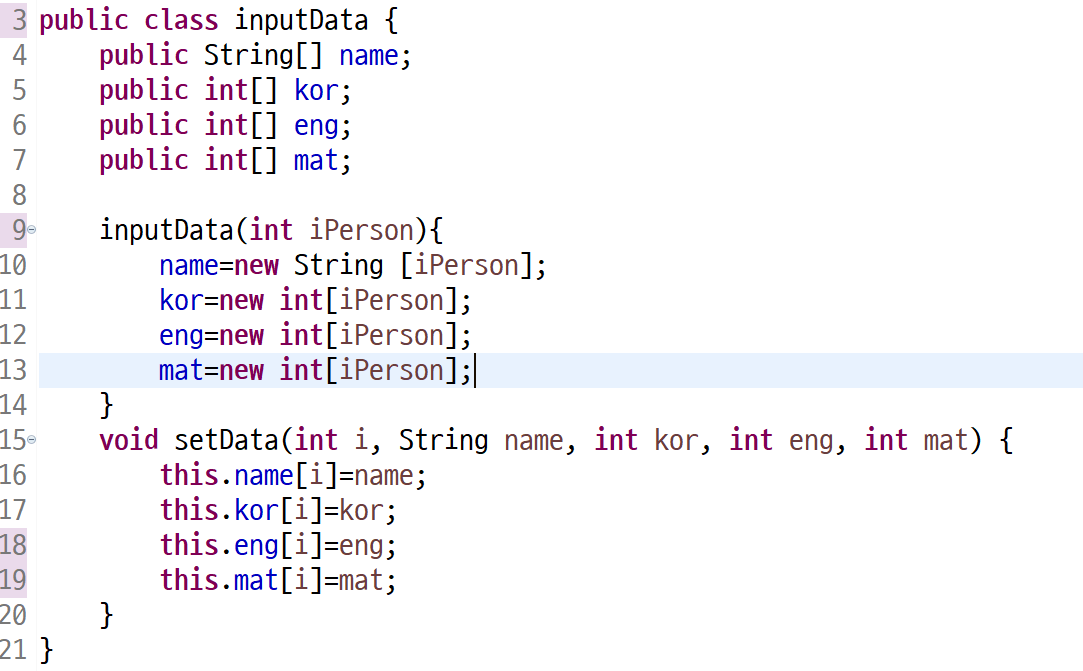 3 public class inputData {
4     public String[] name;
5     public int[] kor;
6     public int[] eng;
7     public int[] mat;
8
9     inputData(int iPerson){
10         name=new String [iPerson];
11         kor=new int[iPerson];
12         eng=new int[iPerson];
13         mat=new int[iPerson];
14     }
15     void setData(int i, String name, int kor, int eng, int mat) {
16         this.name[i]=name;
17         this.kor[i]=kor;
18         this.eng[i]=eng;
19         this.mat[i]=mat;
20     }
21 }